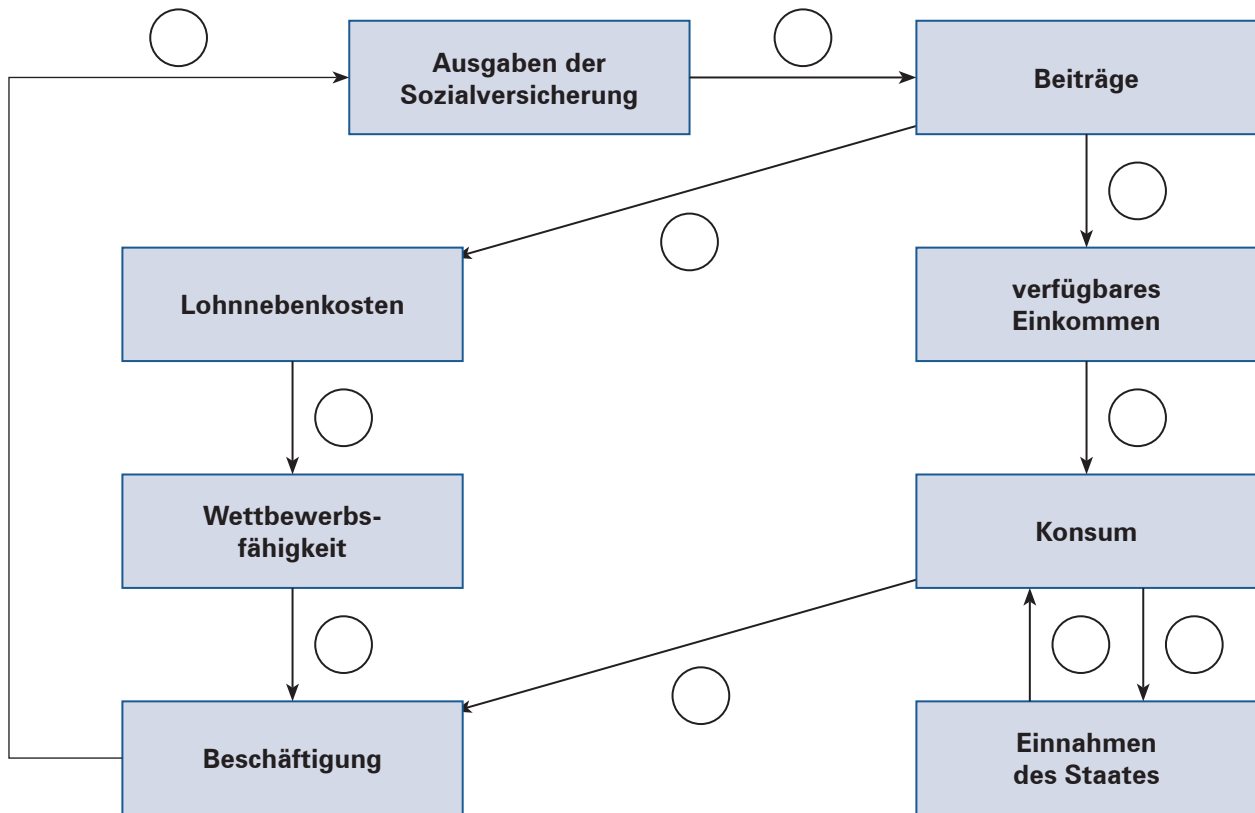 Ausgaben der
Sozialversicherung
Beiträge
Lohnnebenkosten
verfügbares
Einkommen
Wettbewerbs-
fähigkeit
Konsum
Beschäftigung
Einnahmen
des Staates